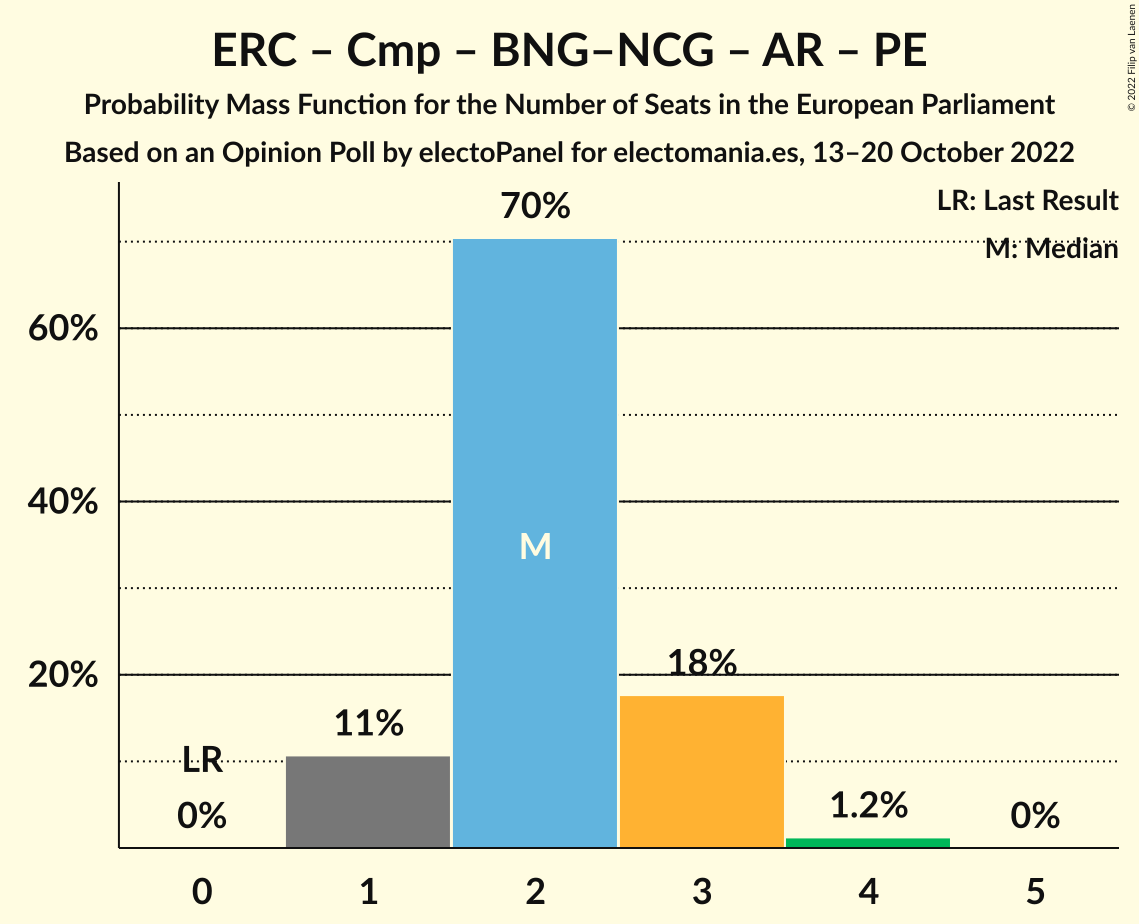 ERC – Cmp – BNG–NCG – AR – PE
Probability Mass Function for the Number of Seats in the European Parliament
Based on an Opinion Poll by electoPanel for electomania.es, 13–20 October 2022
© 2022 Filip van Laenen
LR: Last Result
M: Median
70%
60%
40%
M
20%
18%
11%
LR
0%
1.2%
0%
0 1 2 3 4 5